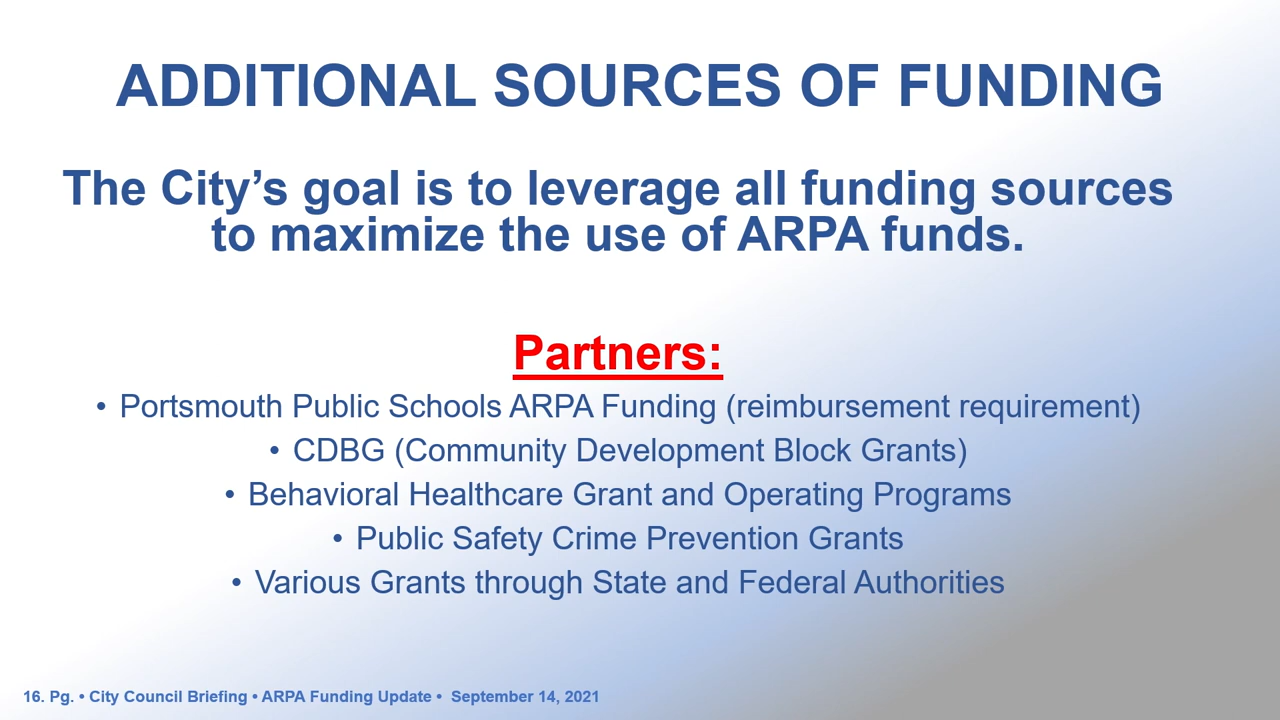 ADDITIONAL SOURCES OF FUNDING
The City’s goal is to leverage all funding sources
to maximize the use of ARPA funds.
Partners:
• Portsmouth Public Schools ARPA Funding (reimbursement requirement)
• CDBG (Community Development Block Grants)
• Behavioral Healthcare Grant and Operating Programs
• Public Safety Crime Prevention Grants
• Various Grants through State and Federal Authorities
16. Pg. • City Council Briefing • ARPA Funding Update • September 14, 2021